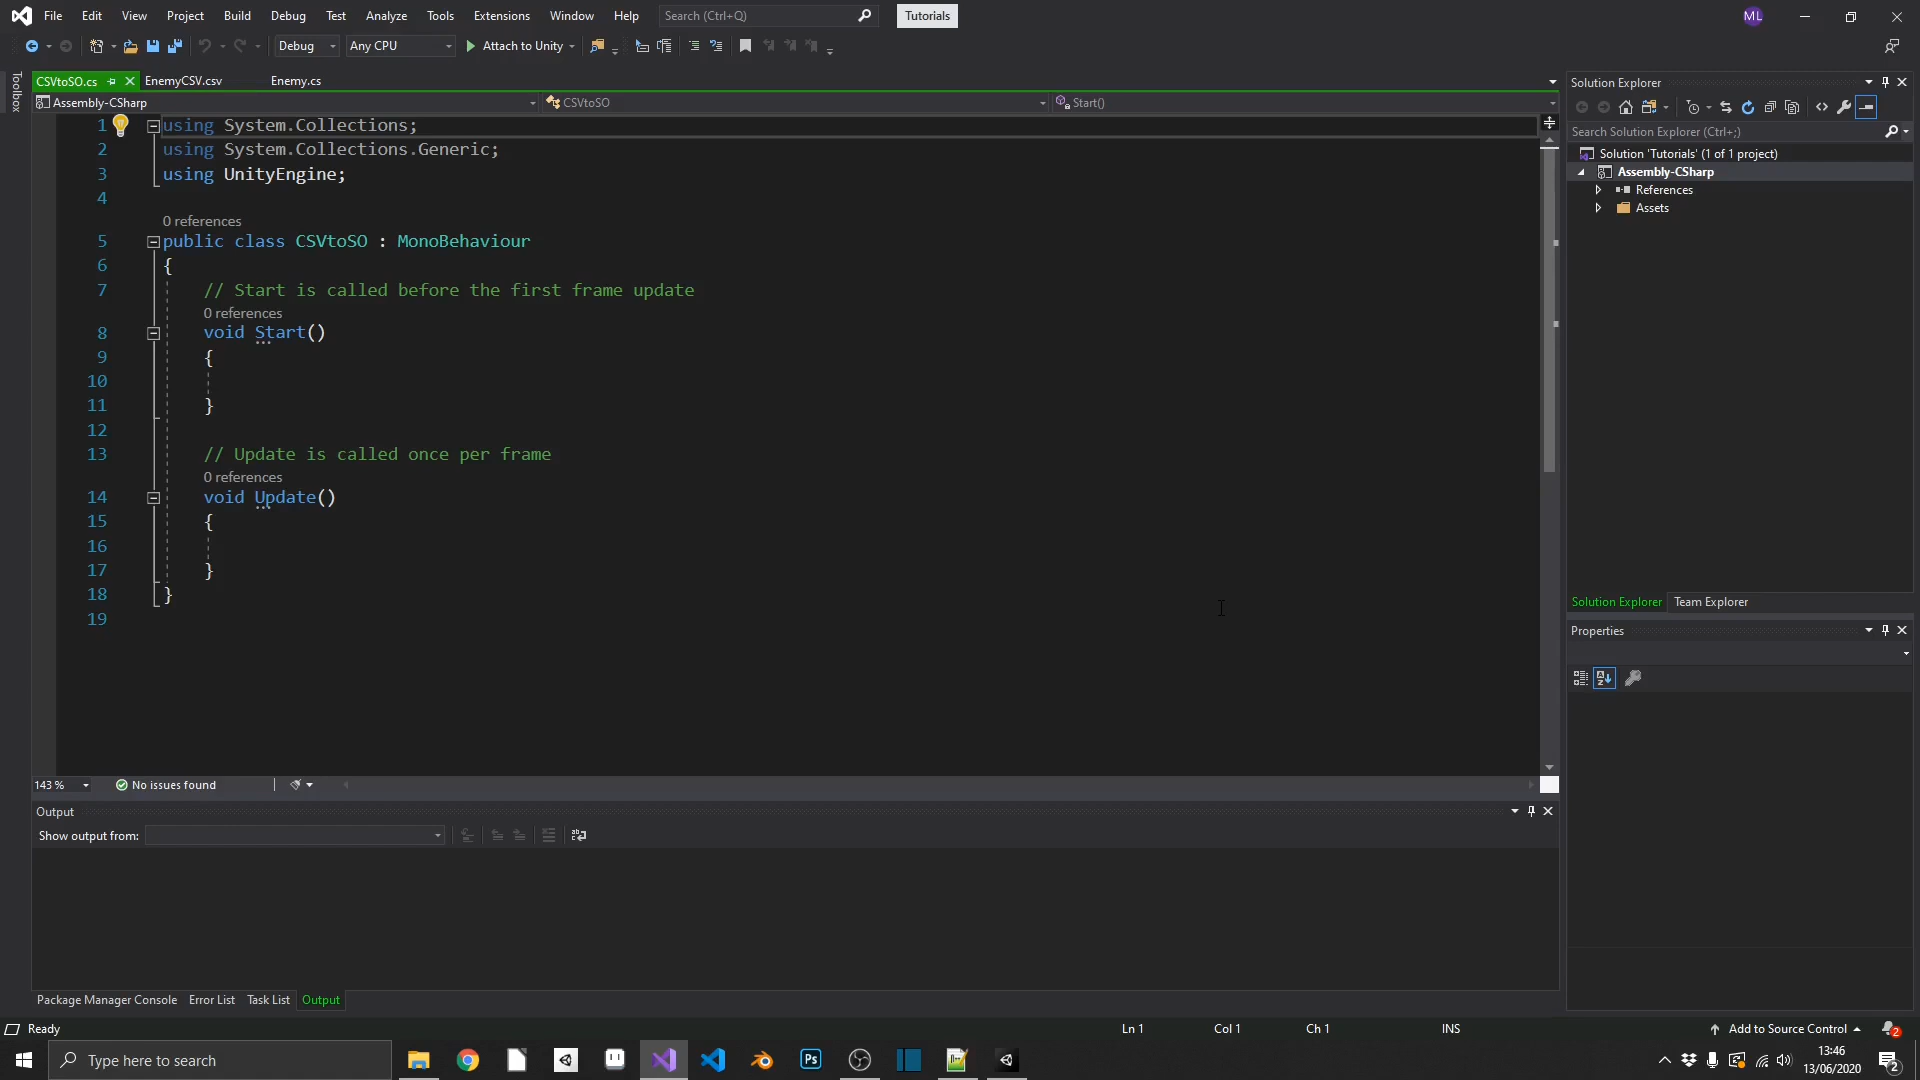 File Edit View Project Build Debug Test Analyze Tools Extensions Window Help Search (Ctrl+Q) Tutorials ML
Debug Any CPU Attach to Unity
Toolbox
CSVtoSO.cs EnemyCSV.csv Enemy.cs
Assembly-CSharp CSVtoSO Start()
1 using System.Collections;
2 using System.Collections.Generic;
3 using UnityEngine;
4
0 references
5 public class CSVtoSO : MonoBehaviour
6 {
7 // Start is called before the first frame update
0 references
8 void Start()
9 {
10
11 }
12
13 // Update is called once per frame
0 references
14 void Update()
15 {
16
17 }
18 }
19
143 % No issues found
Output
Show output from:
Package Manager Console Error List Task List Output
Solution Explorer
Search Solution Explorer (Ctrl+;)
Solution 'Tutorials' (1 of 1 project)
Assembly-CSharp
References
Assets
Solution Explorer Team Explorer
Properties
Ready Ln 1 Col 1 Ch 1 INS Add to Source Control 2
Type here to search Ps 13:46
13/06/2020 2